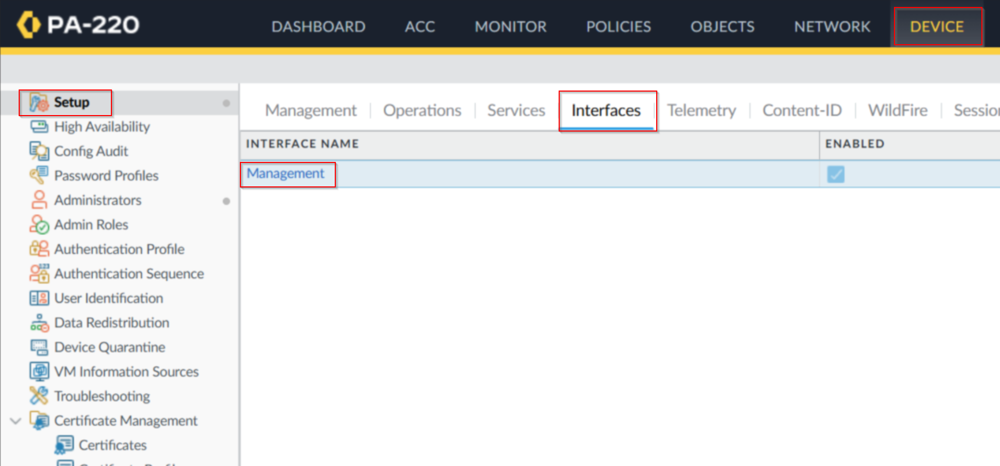 PA-220 DASHBOARD ACC MONITOR POLICIES OBJECTS NETWORK DEVICE
Setup
High Availability
Config Audit
Password Profiles
Administrators
Admin Roles
Authentication Profile
123
Authentication Sequence
User Identification
Data Redistribution
Device Quarantine
VM Information Sources
Troubleshooting
Certificate Management
Certificates
Management Operations Services Interfaces Telemetry Content-ID WildFire
INTERFACE NAME ENABLED
Management